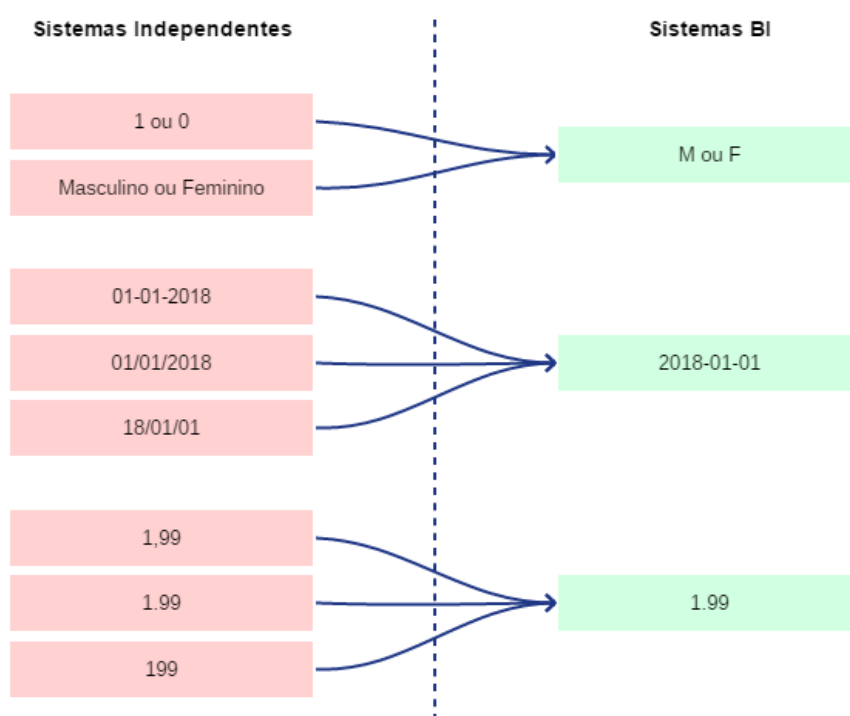 Sistemas Independentes
Sistemas BI
1 ou 0
Masculino ou Feminino
M ou F
01-01-2018
01/01/2018
18/01/01
2018-01-01
1,99
1.99
199
1.99